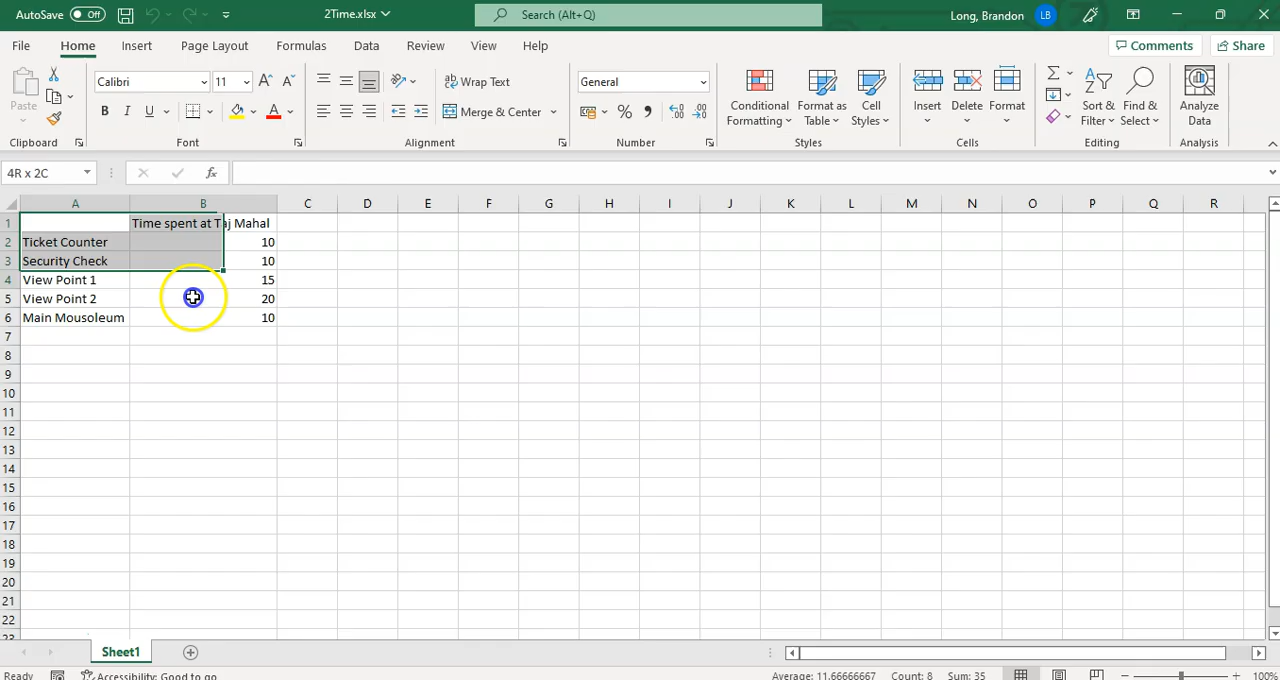 AutoSave Off 2Time.xlsx Search (Alt+Q) Long, Brandon LB
File Home Insert Page Layout Formulas Data Review View Help Comments Share
Paste Calibri 11 Wrap Text General Conditional Formatting Format as Table Cell Styles Insert Delete Format Sort & Filter Find & Select Analyze Data
B I U Merge & Center % ,
Clipboard Font Alignment Number Styles Cells Editing Analysis
4R x 2C fx
A B C D E F G H I J K L M N O P Q R
1 Time spent at Taj Mahal
2 Ticket Counter 10
3 Security Check 10
4 View Point 1 15
5 View Point 2 20
6 Main Mousoleum 10
7
8
9
10
11
12
13
14
15
16
17
18
19
20
21
22
23
Sheet1
Ready Accessibility: Good to go Average: 11.66666667 Count: 8 Sum: 35 100%